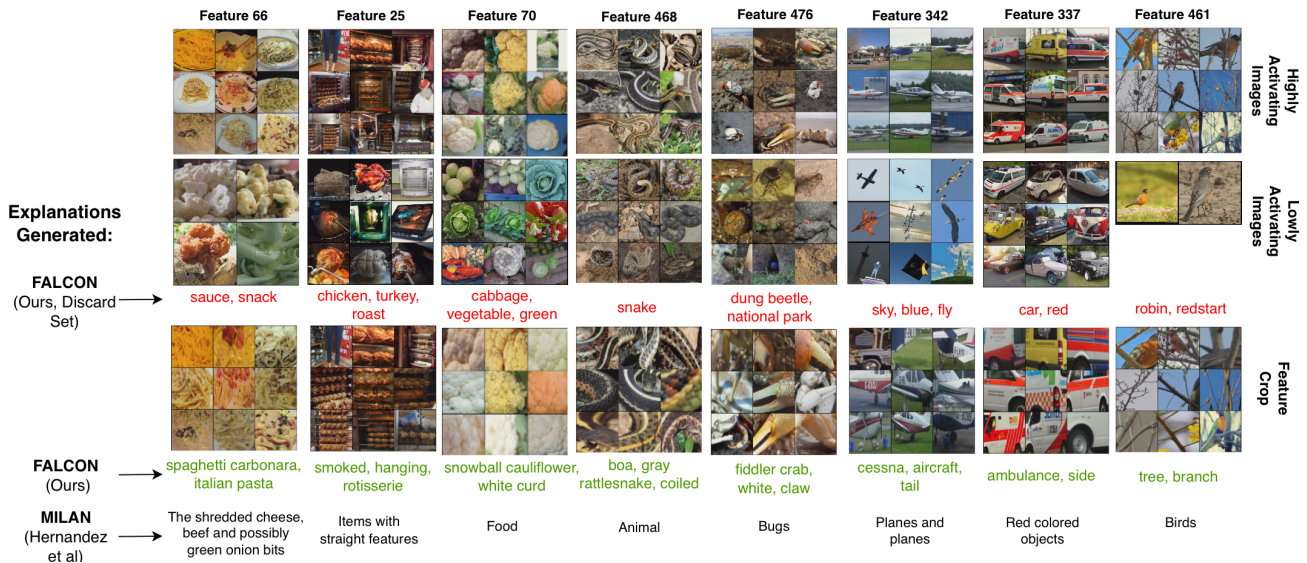 Feature 66
Feature 25
Feature 70
Feature 468
Feature 476
Feature 342
Feature 337
Feature 461
Highly
Activating
Images
Lowly
Activating
Images
Explanations
Generated:
FALCON
(Ours, Discard
Set)
sauce, snack
chicken, turkey,
roast
cabbage,
vegetable, green
snake
dung beetle,
national park
sky, blue, fly
car, red
robin, redstart
Feature
Crop
FALCON
(Ours)
spaghetti carbonara,
italian pasta
smoked, hanging,
rotisserie
snowball cauliflower,
white curd
boa, gray
rattlesnake, coiled
fiddler crab,
white, claw
cessna, aircraft,
tail
ambulance, side
tree, branch
MILAN
(Hernandez
et al)
The shredded cheese,
beef and possibly
green onion bits
Items with
straight features
Food
Animal
Bugs
Planes and
planes
Red colored
objects
Birds